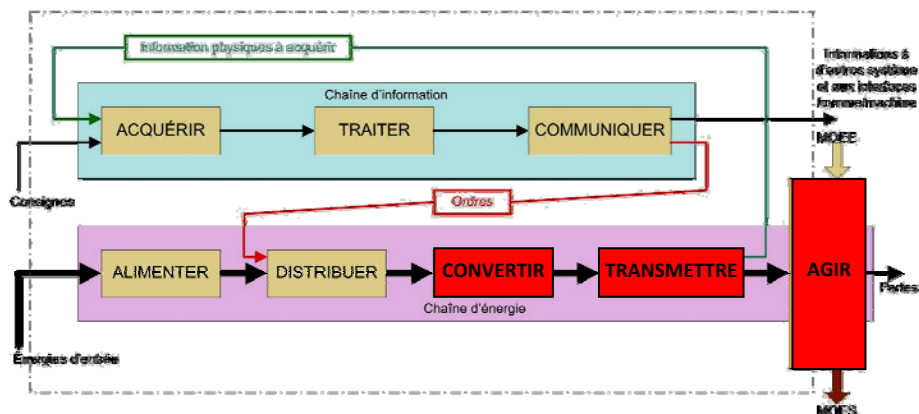 Information physiques à acquérir
Informations à
d'autres système
et aux interfaces
homme/machine
Chaîne d'information
ACQUÉRIR
TRAITER
COMMUNIQUER
MOEE
Consignes
Ordres
ALIMENTER
DISTRIBUER
CONVERTIR
TRANSMETTRE
AGIR
Pertes
Chaîne d'énergie
Énergies d'entrée
MOES